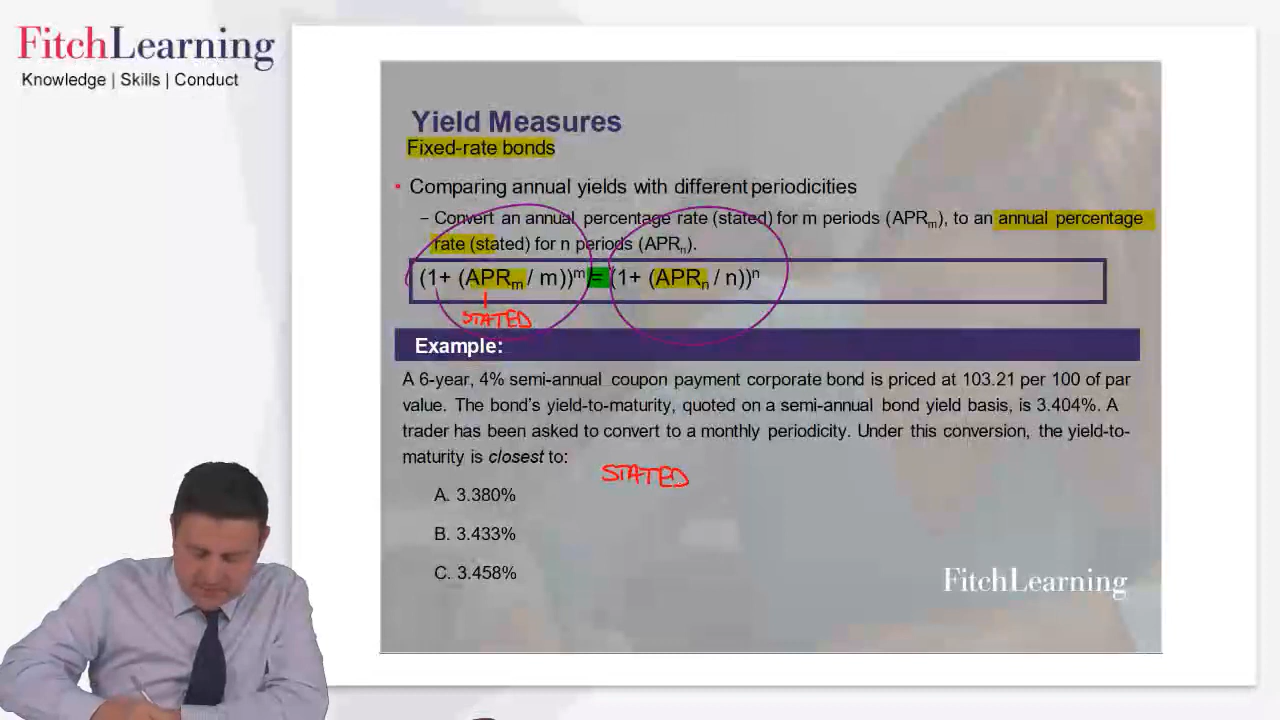 FitchLearning
Knowledge | Skills | Conduct
Yield Measures
Fixed-rate bonds
• Comparing annual yields with different periodicities
– Convert an annual percentage rate (stated) for m periods (APRm), to an annual percentage
rate (stated) for n periods (APRn).
(1+ (APRm / m))m = (1+ (APRn / n))n
STATED
Example:
A 6-year, 4% semi-annual coupon payment corporate bond is priced at 103.21 per 100 of par
value. The bond's yield-to-maturity, quoted on a semi-annual bond yield basis, is 3.404%. A
trader has been asked to convert to a monthly periodicity. Under this conversion, the yield-to-
maturity is closest to:
STATED
A. 3.380%
B. 3.433%
C. 3.458%
FitchLearning